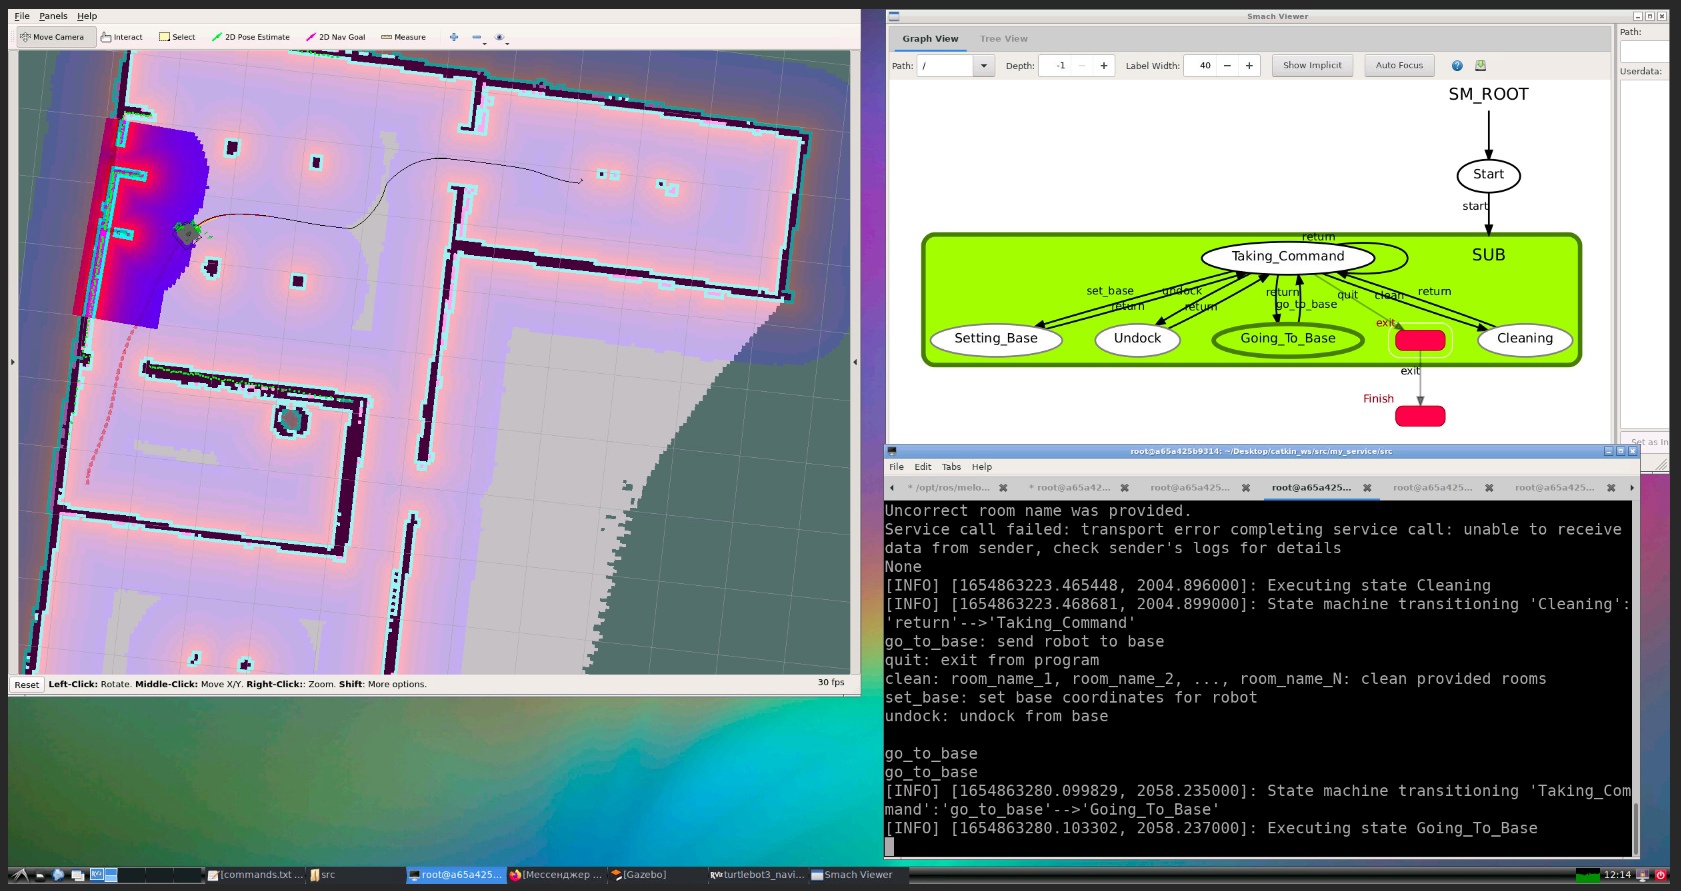 File Panels Help
Move Camera Interact Select 2D Pose Estimate 2D Nav Goal Measure
Reset Left-Click: Rotate. Middle-Click: Move X/Y. Right-Click:: Zoom. Shift: More options. 30 fps
Smach Viewer
Graph View Tree View
Path: / Depth: -1 Label Width: 40 Show Implicit Auto Focus
Path:
Userdata:
Set as In
SM_ROOT
Start
start
SUB
return
Taking_Command
set_base undock return go_to_base quit clean return
return return
exit
Setting_Base Undock Going_To_Base Cleaning
exit
Finish
root@a65a425b9314: ~/Desktop/catkin_ws/src/my_service/src
File Edit Tabs Help
* /opt/ros/melo... * root@a65a42... root@a65a425... root@a65a425... root@a65a425... root@a65a425...
Uncorrect room name was provided.
Service call failed: transport error completing service call: unable to receive
data from sender, check sender's logs for details
None
[INFO] [1654863223.465448, 2004.896000]: Executing state Cleaning
[INFO] [1654863223.468681, 2004.899000]: State machine transitioning 'Cleaning':
'return'-->'Taking_Command'
go_to_base: send robot to base
quit: exit from program
clean: room_name_1, room_name_2, ..., room_name_N: clean provided rooms
set_base: set base coordinates for robot
undock: undock from base
go_to_base
go_to_base
[INFO] [1654863280.099829, 2058.235000]: State machine transitioning 'Taking_Com
mand':'go_to_base'-->'Going_To_Base'
[INFO] [1654863280.103302, 2058.237000]: Executing state Going_To_Base
[commands.txt ... src root@a65a425... [Мессенджер ... [Gazebo] turtlebot3_navi... Smach Viewer 12:14